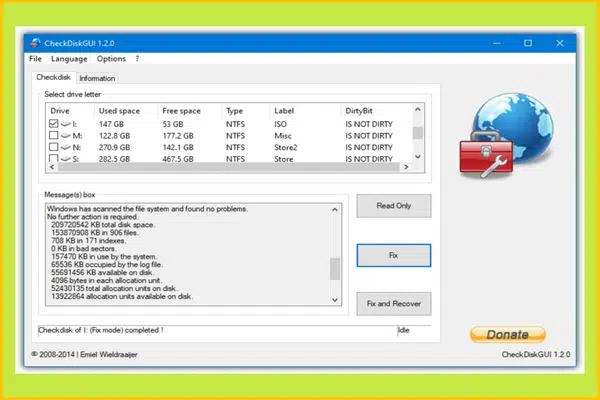 CheckDiskGUI 1.2.0
File Language Options ?
Checkdisk Information
Select drive letter
Drive Used space Free space Type Label DirtyBit
I: 147 GB 53 GB NTFS ISO IS NOT DIRTY
M: 122.8 GB 177.2 GB NTFS Misc IS NOT DIRTY
N: 270.9 GB 142.1 GB NTFS Store2 IS NOT DIRTY
S: 282.5 GB 467.5 GB NTFS Store IS NOT DIRTY
Message(s) box
Windows has scanned the file system and found no problems.
No further action is required.
209720542 KB total disk space.
153870908 KB in 906 files.
708 KB in 171 indexes.
0 KB in bad sectors.
157470 KB in use by the system.
65536 KB occupied by the log file.
55691456 KB available on disk.
4096 bytes in each allocation unit.
52430135 total allocation units on disk.
13922864 allocation units available on disk.
Read Only
Fix
Fix and Recover
Checkdisk of I: (Fix mode) completed ! Idle
Donate
© 2008-2014 | Emiel Wieldraaijer CheckDiskGUI 1.2.0